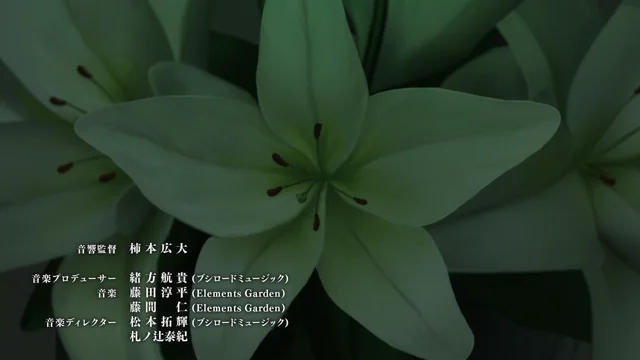 音響監督 柿本広大
音楽プロデューサー 緒方航貴(ブシロードミュージック)
音楽 藤田淳平(Elements Garden)
藤間 仁(Elements Garden)
音楽ディレクター 松本拓輝(ブシロードミュージック)
札ノ辻泰紀